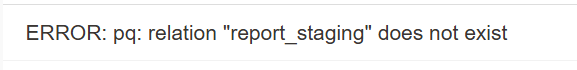 ERROR: pq: relation "report_staging" does not exist